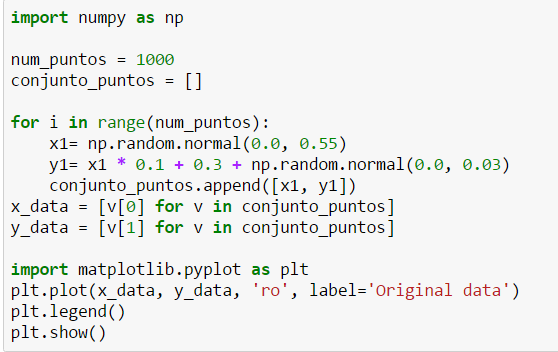 import numpy as np
num_puntos = 1000
conjunto_puntos = []
for i in range(num_puntos):
    x1= np.random.normal(0.0, 0.55)
    y1= x1 * 0.1 + 0.3 + np.random.normal(0.0, 0.03)
    conjunto_puntos.append([x1, y1])
x_data = [v[0] for v in conjunto_puntos]
y_data = [v[1] for v in conjunto_puntos]
import matplotlib.pyplot as plt
plt.plot(x_data, y_data, 'ro', label='Original data')
plt.legend()
plt.show()